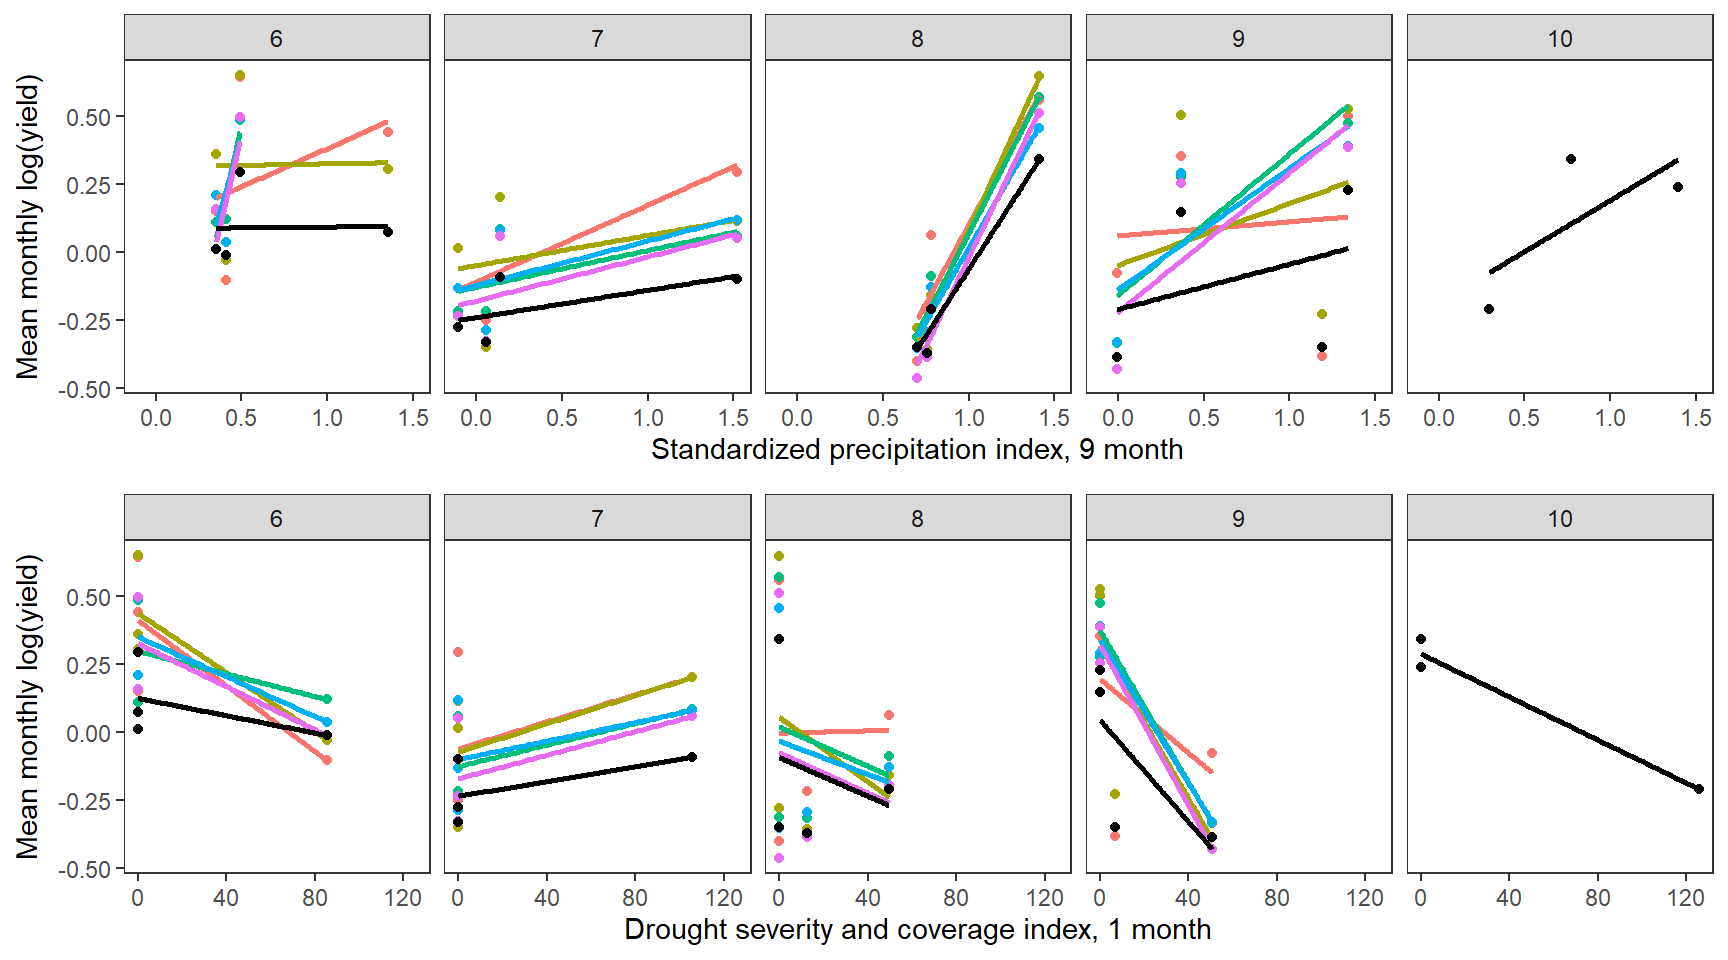 6 7 8 9 10
Mean monthly log(yield)
0.50
0.25
0.00
-0.25
-0.50
0.0 0.5 1.0 1.5 0.0 0.5 1.0 1.5 0.0 0.5 1.0 1.5 0.0 0.5 1.0 1.5 0.0 0.5 1.0 1.5
Standardized precipitation index, 9 month
6 7 8 9 10
Mean monthly log(yield)
0.50
0.25
0.00
-0.25
-0.50
0 40 80 120 0 40 80 120 0 40 80 120 0 40 80 120 0 40 80 120
Drought severity and coverage index, 1 month